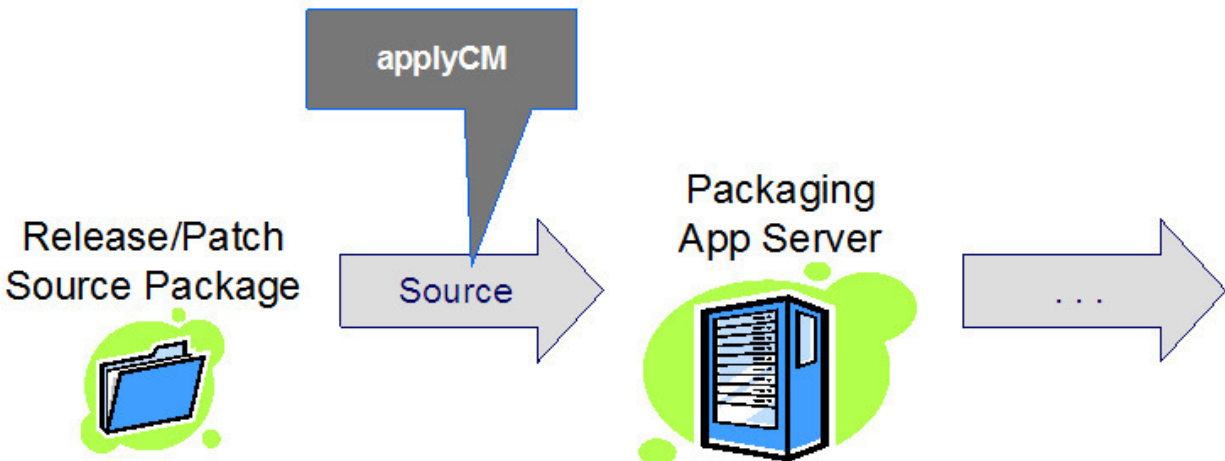 applyCM
Release/Patch
Source Package
Source
Packaging
App Server
. . .